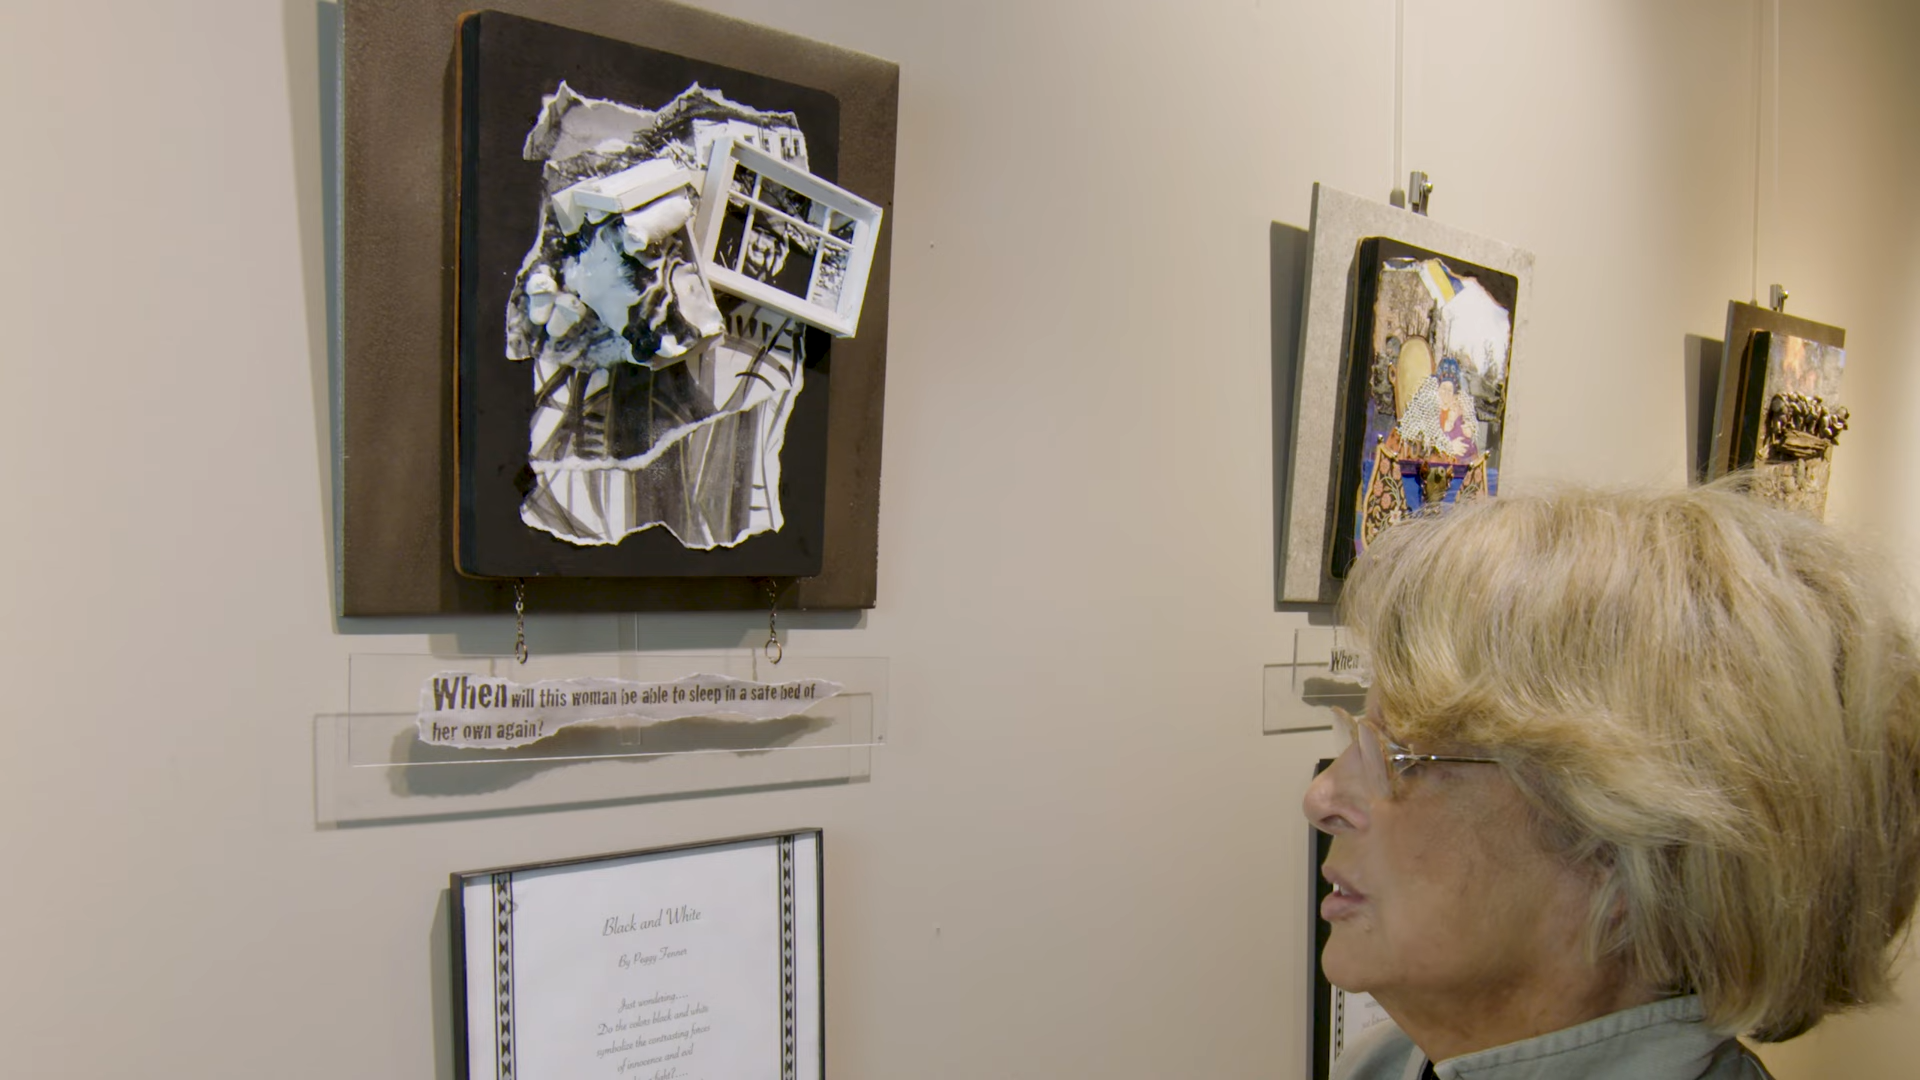 When will this woman be able to sleep in a safe bed of
her own again?
When
Black and White
By Peggy Fenner
Just wondering....
Do the colors black and white
symbolize the contrasting forces
of innocence and evil